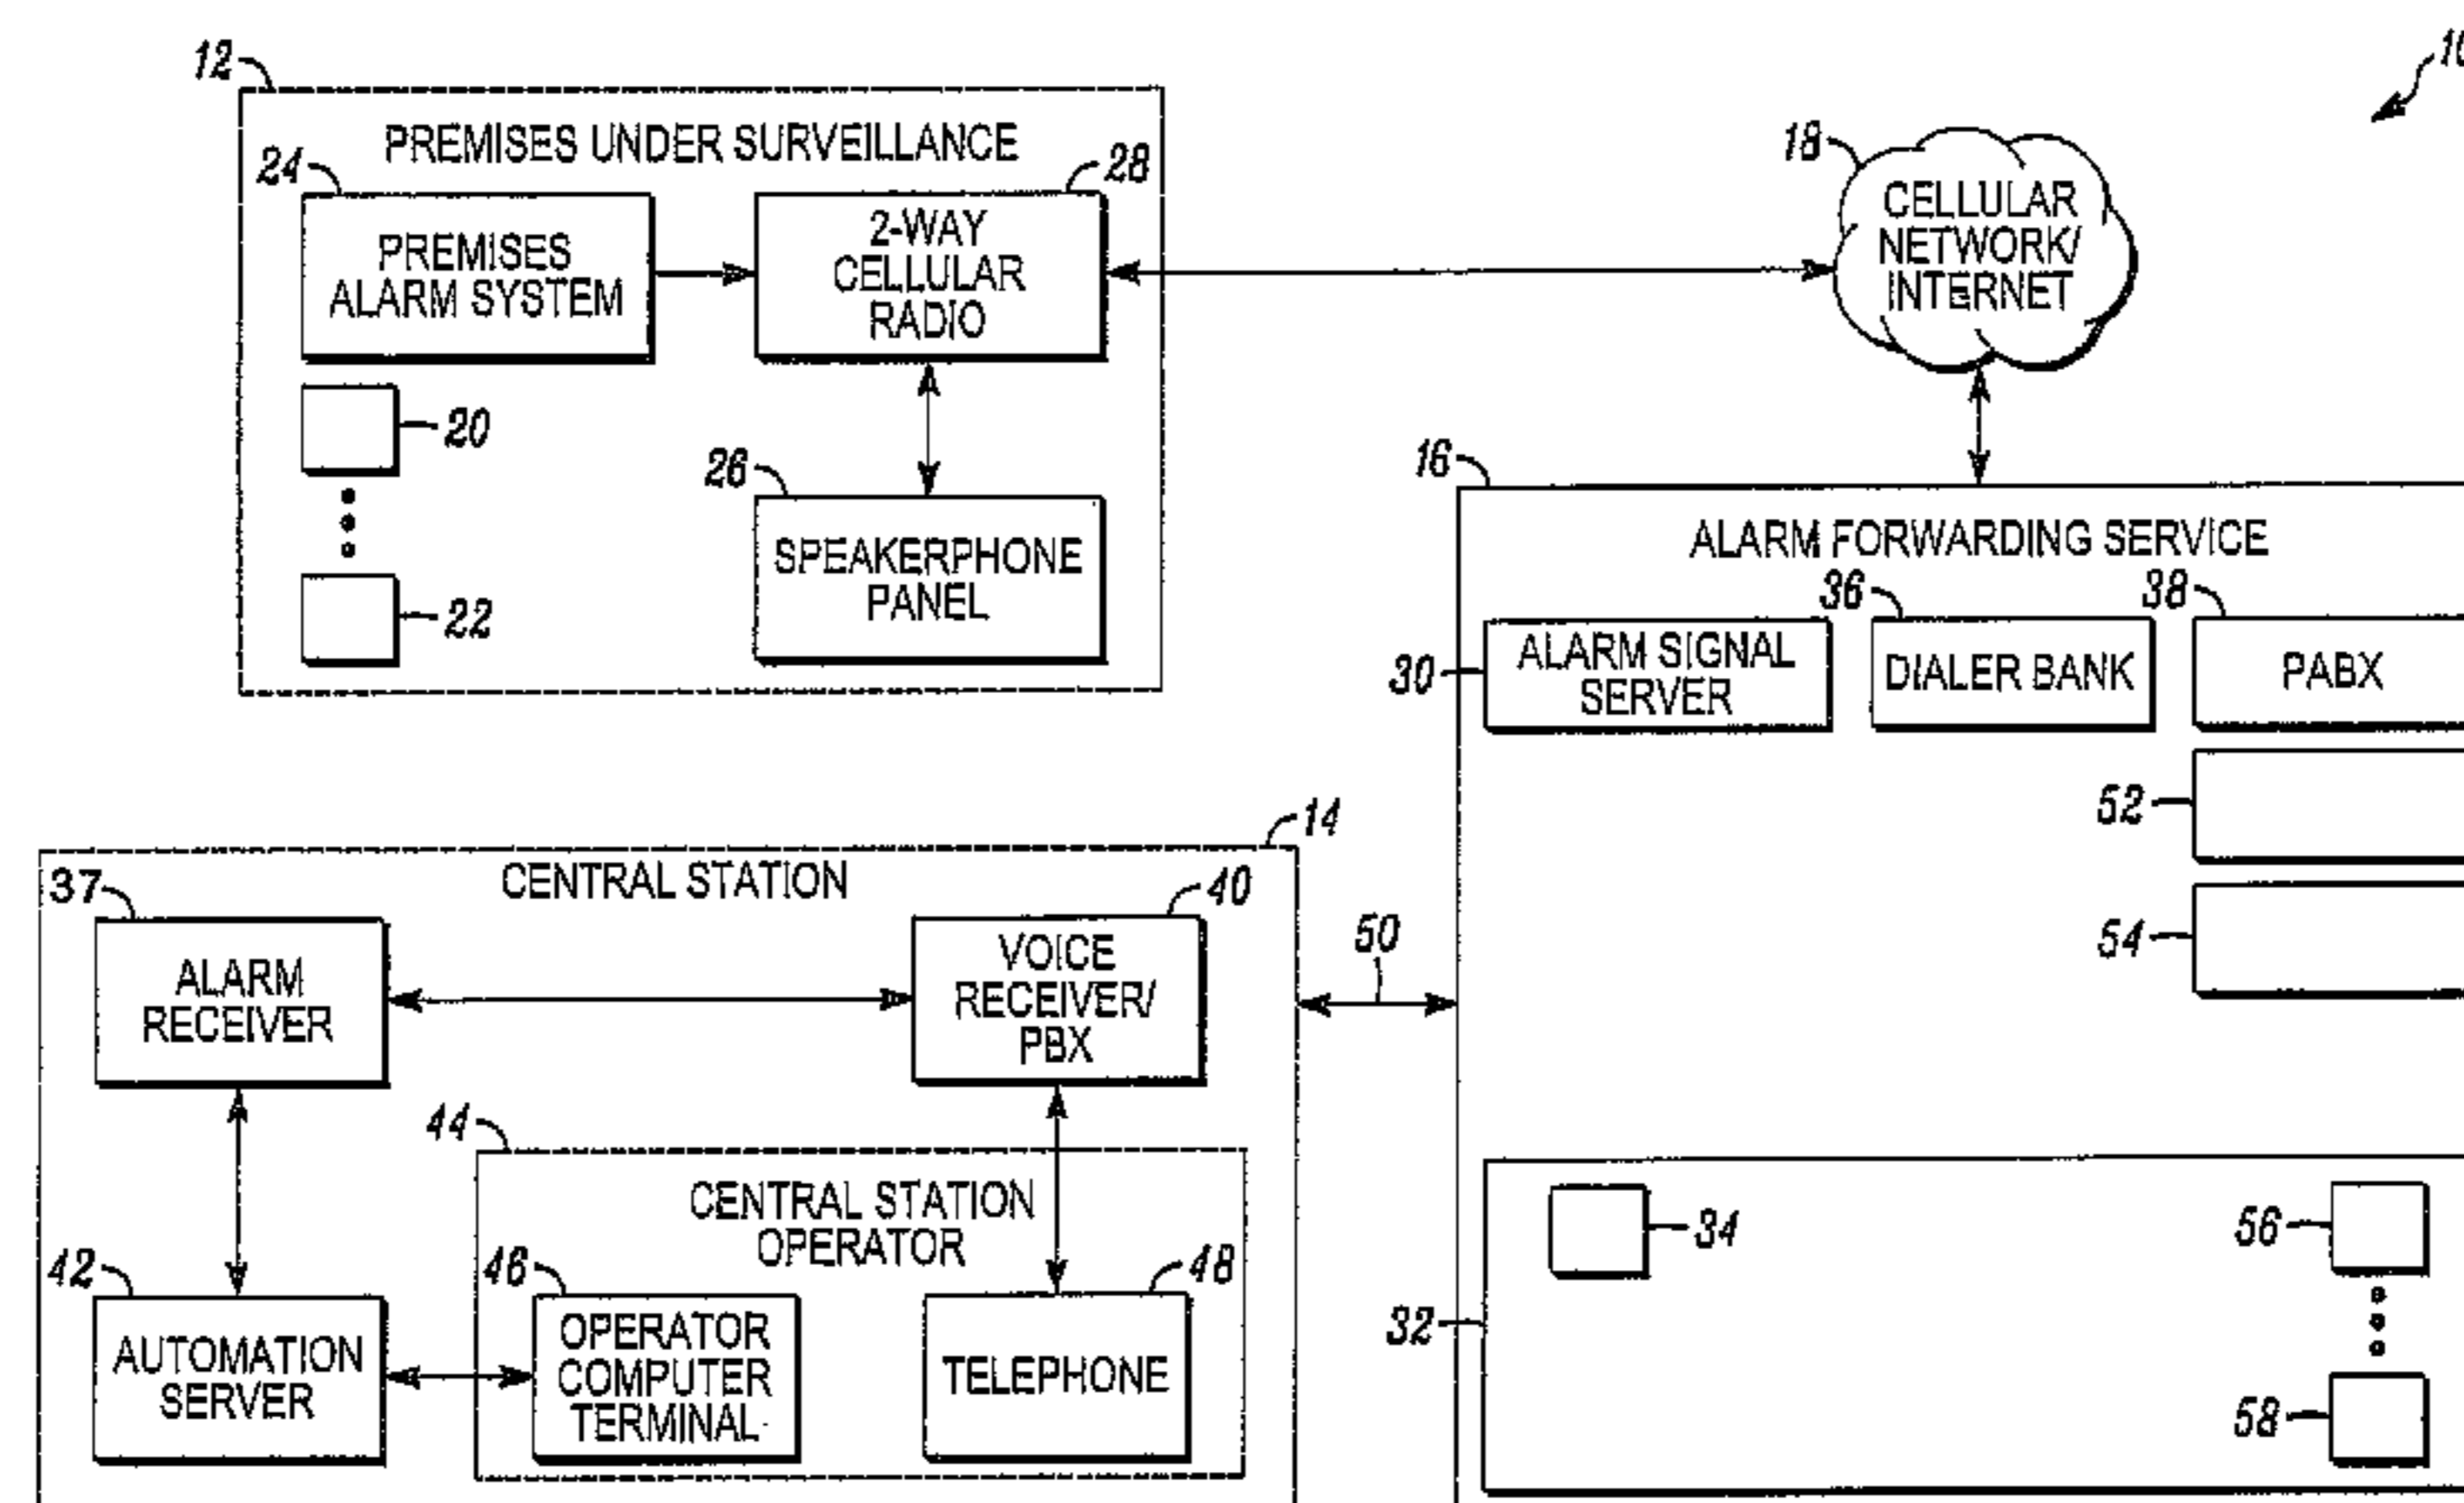 10
12
PREMISES UNDER SURVEILLANCE
24
28
PREMISES
ALARM SYSTEM
2-WAY
CELLULAR
RADIO
20
22
26
SPEAKERPHONE
PANEL
18
CELLULAR
NETWORK/
INTERNET
16
ALARM FORWARDING SERVICE
30
ALARM SIGNAL
SERVER
36
DIALER BANK
38
PABX
52
54
14
CENTRAL STATION
37
ALARM
RECEIVER
40
VOICE
RECEIVER/
PBX
50
44
CENTRAL STATION
OPERATOR
42
AUTOMATION
SERVER
46
OPERATOR
COMPUTER
TERMINAL
48
TELEPHONE
32
34
56
58